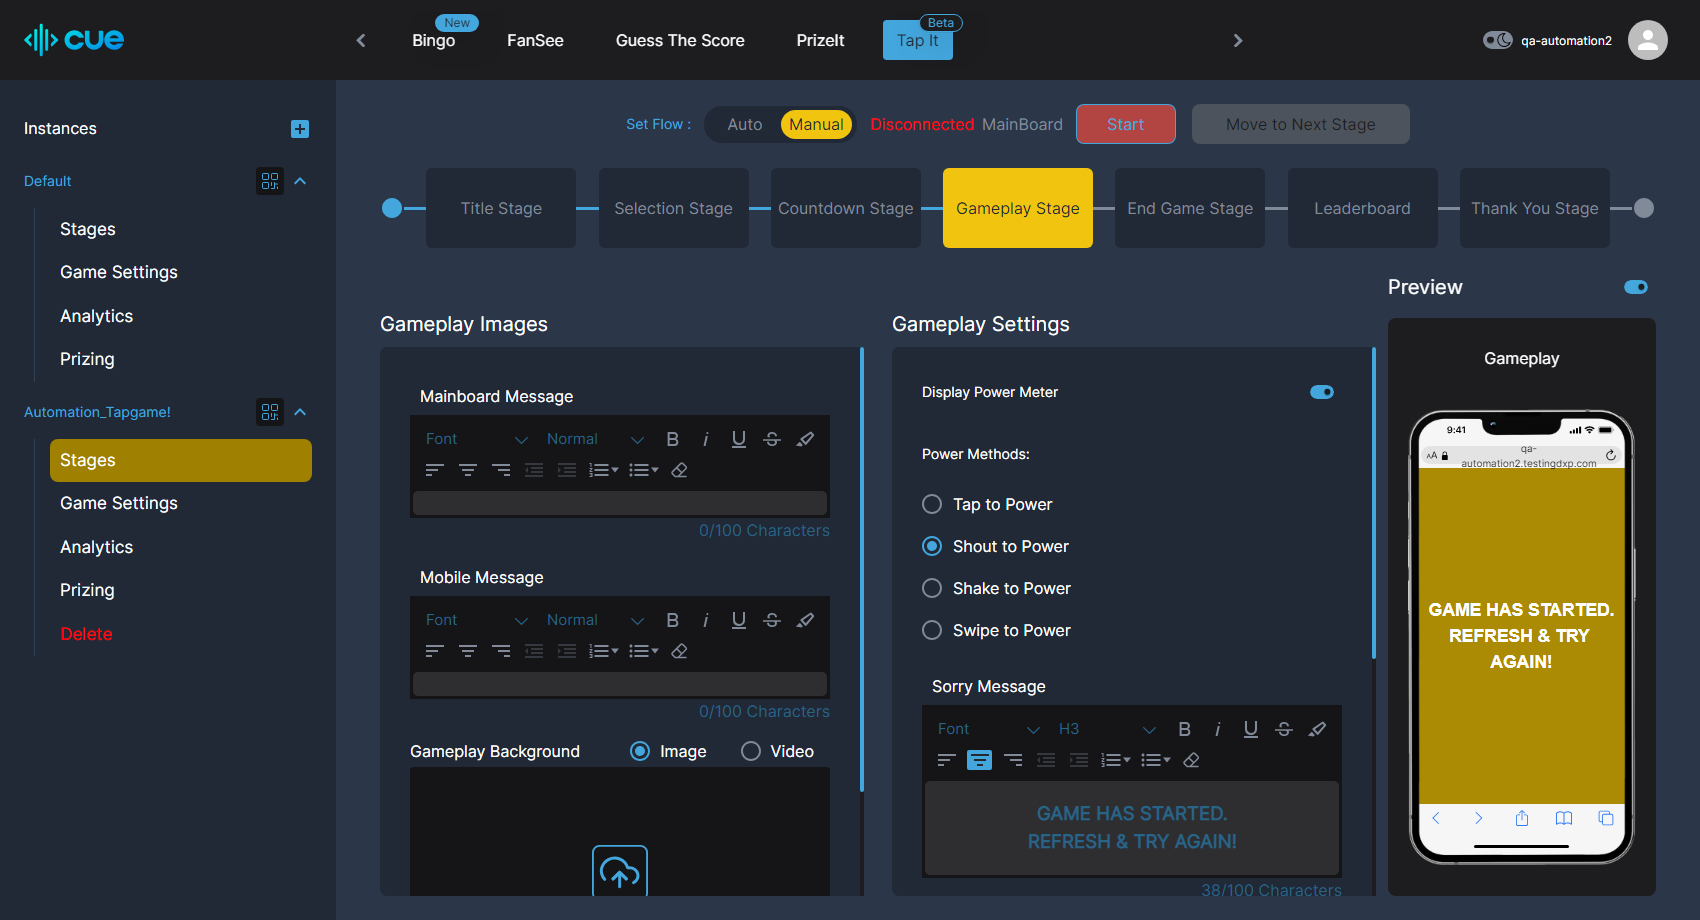 cue
New
Bingo
FanSee
Guess The Score
PrizeIt
Beta
Tap It
qa-automation2
Instances
Default
Stages
Game Settings
Analytics
Prizing
Automation_Tapgame!
Stages
Game Settings
Analytics
Prizing
Delete
Set Flow :
Auto
Manual
Disconnected MainBoard
Start
Move to Next Stage
Title Stage
Selection Stage
Countdown Stage
Gameplay Stage
End Game Stage
Leaderboard
Thank You Stage
Gameplay Images
Mainboard Message
Font
Normal
B
i
U
S
0/100 Characters
Mobile Message
Font
Normal
B
i
U
S
0/100 Characters
Gameplay Background
Image
Video
Gameplay Settings
Display Power Meter
Power Methods:
Tap to Power
Shout to Power
Shake to Power
Swipe to Power
Sorry Message
Font
H3
B
i
U
S
GAME HAS STARTED.
REFRESH & TRY AGAIN!
38/100 Characters
Preview
Gameplay
9:41
AA
qa-
automation2.testingdxp.com
GAME HAS STARTED.
REFRESH & TRY
AGAIN!